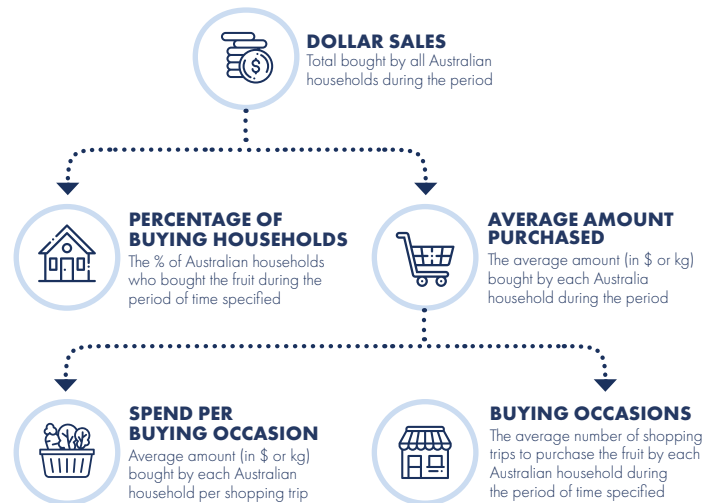 DOLLAR SALES
Total bought by all Australian
households during the period
PERCENTAGE OF
BUYING HOUSEHOLDS
The % of Australian households
who bought the fruit during the
period of time specified
AVERAGE AMOUNT
PURCHASED
The average amount (in $ or kg)
bought by each Australia
household during the period
SPEND PER
BUYING OCCASION
Average amount (in $ or kg)
bought by each Australian
household per shopping trip
BUYING OCCASIONS
The average number of shopping
trips to purchase the fruit by each
Australian household during
the period of time specified